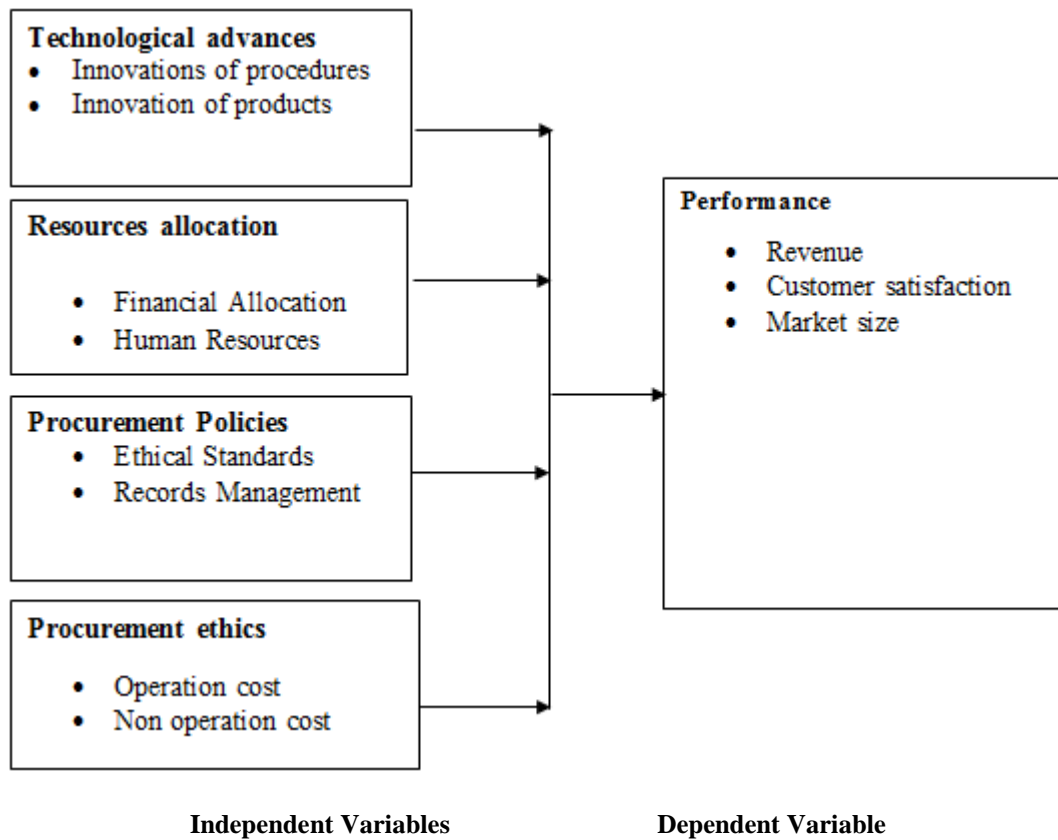 Technological advances
• Innovations of procedures
• Innovation of products
Resources allocation
• Financial Allocation
• Human Resources
Procurement Policies
• Ethical Standards
• Records Management
Procurement ethics
• Operation cost
• Non operation cost
Performance
• Revenue
• Customer satisfaction
• Market size
Independent Variables
Dependent Variable